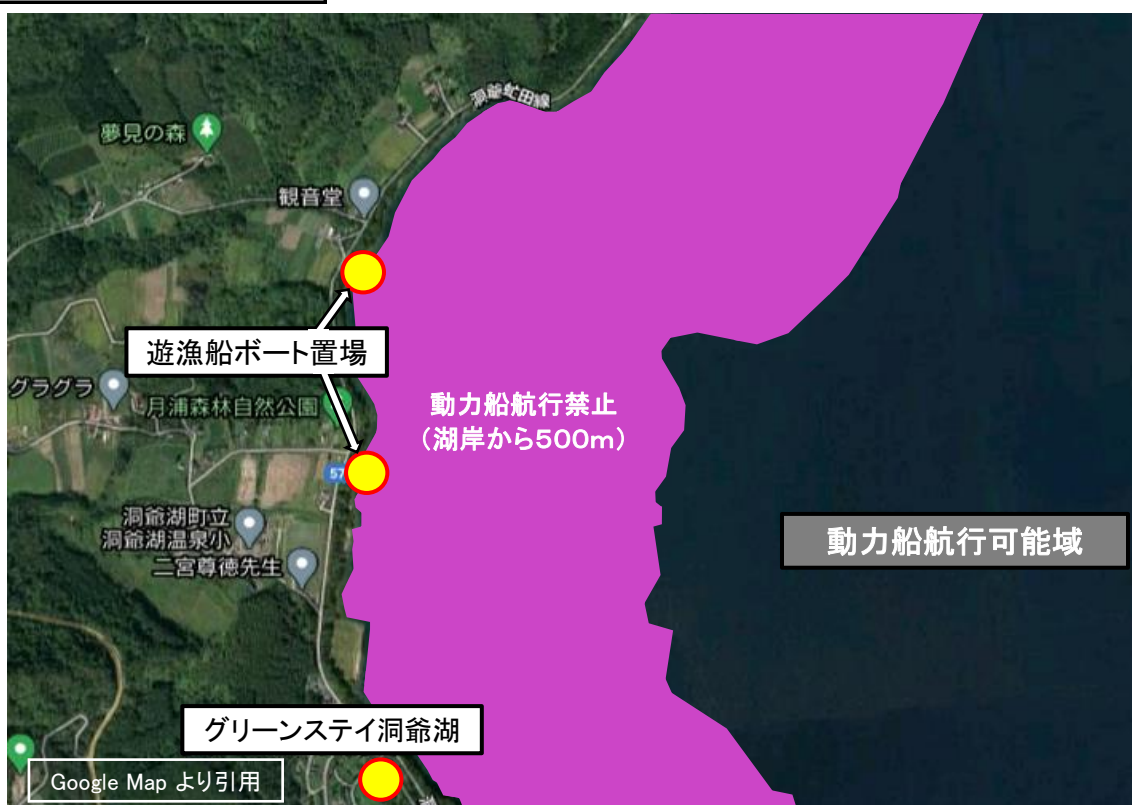 洞爺虻田線
夢見の森
観音堂
遊漁船ボート置場
グラグラ
月浦森林自然公園
動力船航行禁止
（湖岸から500m）
57
洞爺湖町立
洞爺湖温泉小
二宮尊徳先生
動力船航行可能域
グリーンステイ洞爺湖
Google Map より引用